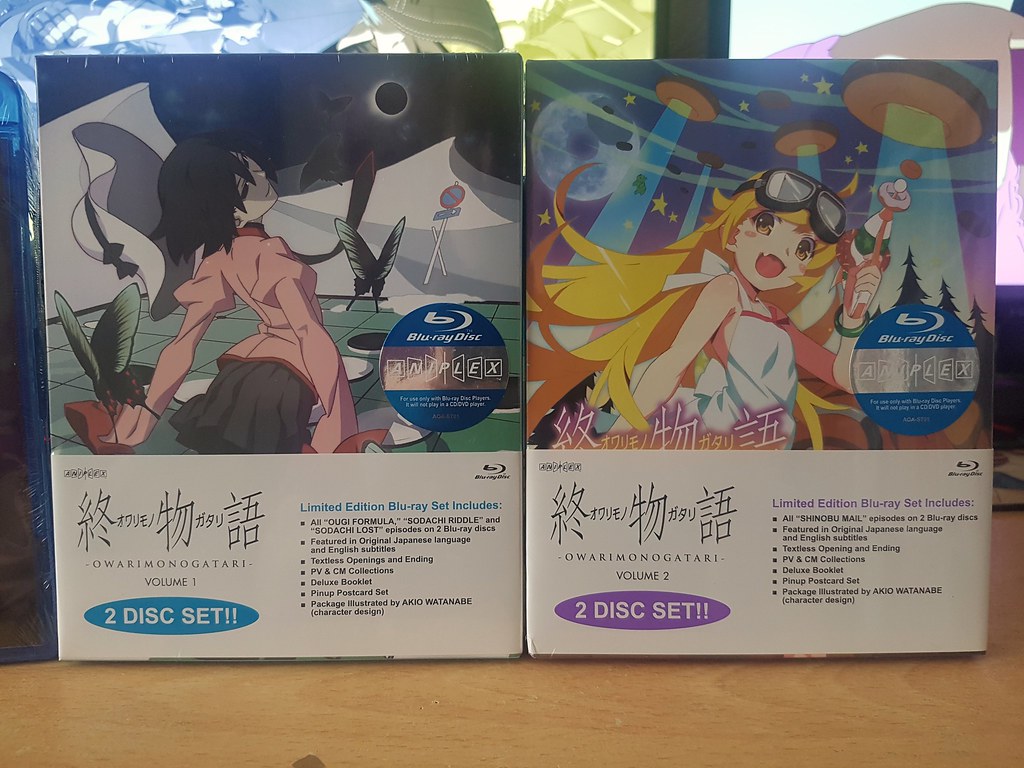 Blu-ray Disc
ANIPLEX
For use only with Blu-ray Disc Players.
It will not play in a CD/DVD player.
ANIPLEX
Blu-ray Disc
終オワリモノ物ガタリ語
-OWARIMONOGATARI-
VOLUME 1
2 DISC SET!!
Limited Edition Blu-ray Set Includes:
■ All “OUGI FORMULA,” “SODACHI RIDDLE” and
“SODACHI LOST” episodes on 2 Blu-ray discs
■ Featured in Original Japanese language
and English subtitles
■ Textless Opening and Ending
■ PV & CM Collections
■ Deluxe Booklet
■ Pinup Postcard Set
■ Package Illustrated by AKIO WATANABE
(character design)
Blu-ray Disc
ANIPLEX
For use only with Blu-ray Disc Players.
It will not play in a CD/DVD player.
終オワリモノ物ガタリ語
ANIPLEX
Blu-ray Disc
終オワリモノ物ガタリ語
-OWARIMONOGATARI-
VOLUME 2
2 DISC SET!!
Limited Edition Blu-ray Set Includes:
■ All “SHINOBU MAIL” episodes on 2 Blu-ray discs
■ Featured in Original Japanese language
and English subtitles
■ Textless Opening and Ending
■ PV & CM Collections
■ Deluxe Booklet
■ Pinup Postcard Set
■ Package Illustrated by AKIO WATANABE
(character design)